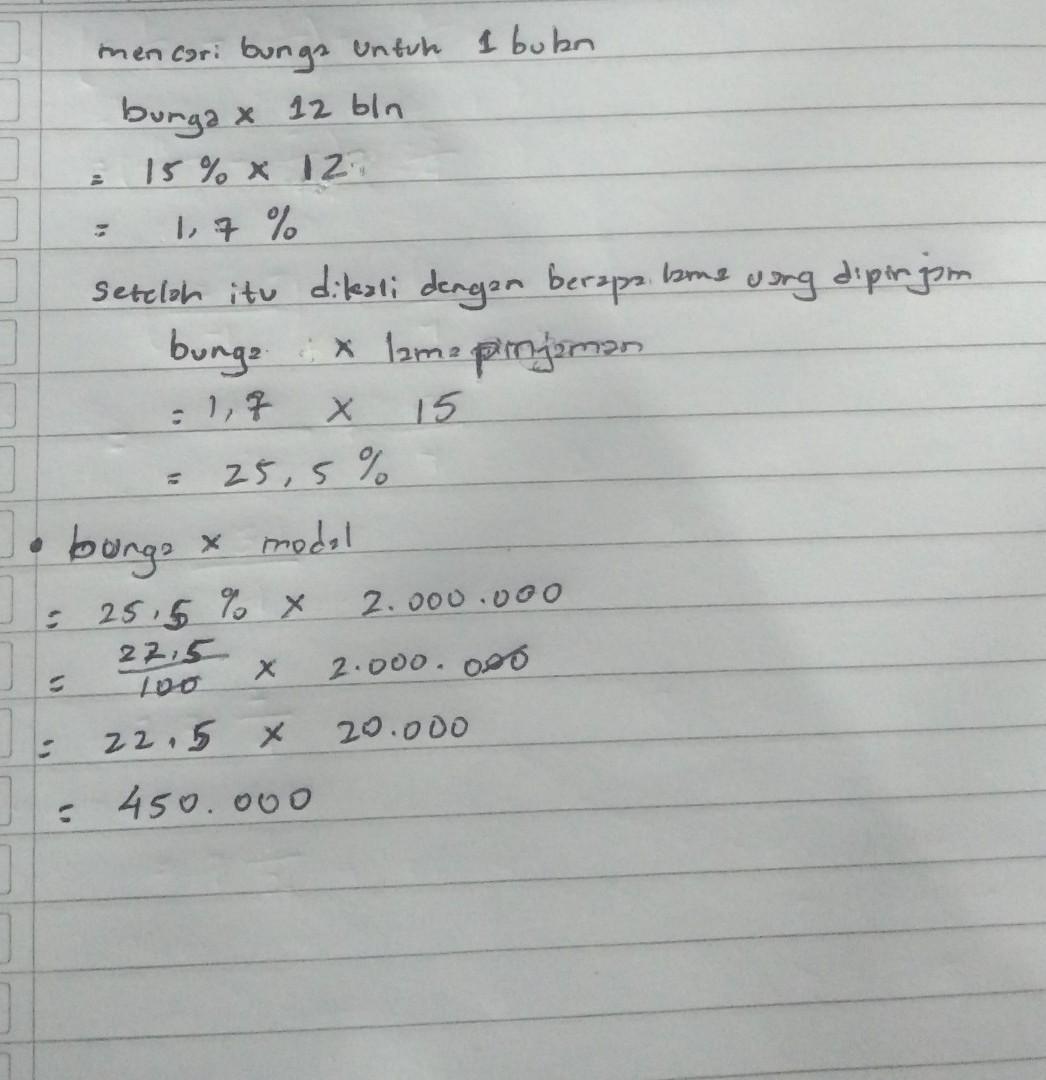 mencari bunga untuk 1 bulan
bunga x 12 bln
= 15 % x 12
= 1,7 %
Setelah itu dikali dengan berapa lama uang dipinjam
bunga x lama pinjaman
= 1,7 x 15
= 25,5 %
• bunga x modal
= 25,5 % x 2.000.000
= 22,5/100 x 2.000.000
= 22,5 x 20.000
= 450.000